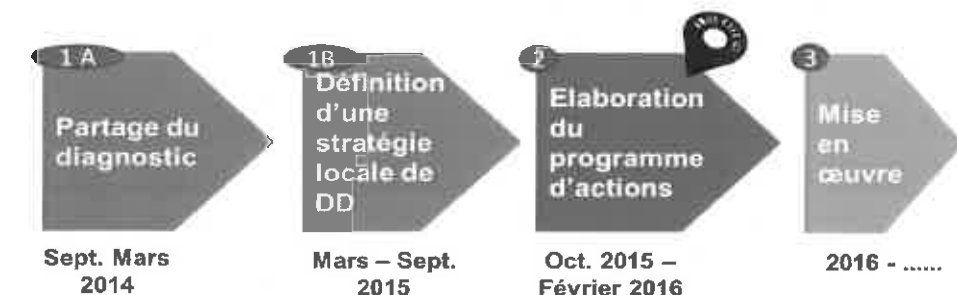 1 A
Partage du
diagnostic
Sept. Mars
2014
1B
Définition
d'une
stratégie
locale de
DD
Mars – Sept.
2015
2
Elaboration
du
programme
d'actions
Oct. 2015 –
Février 2016
3
Mise
en
œuvre
2016 - ......